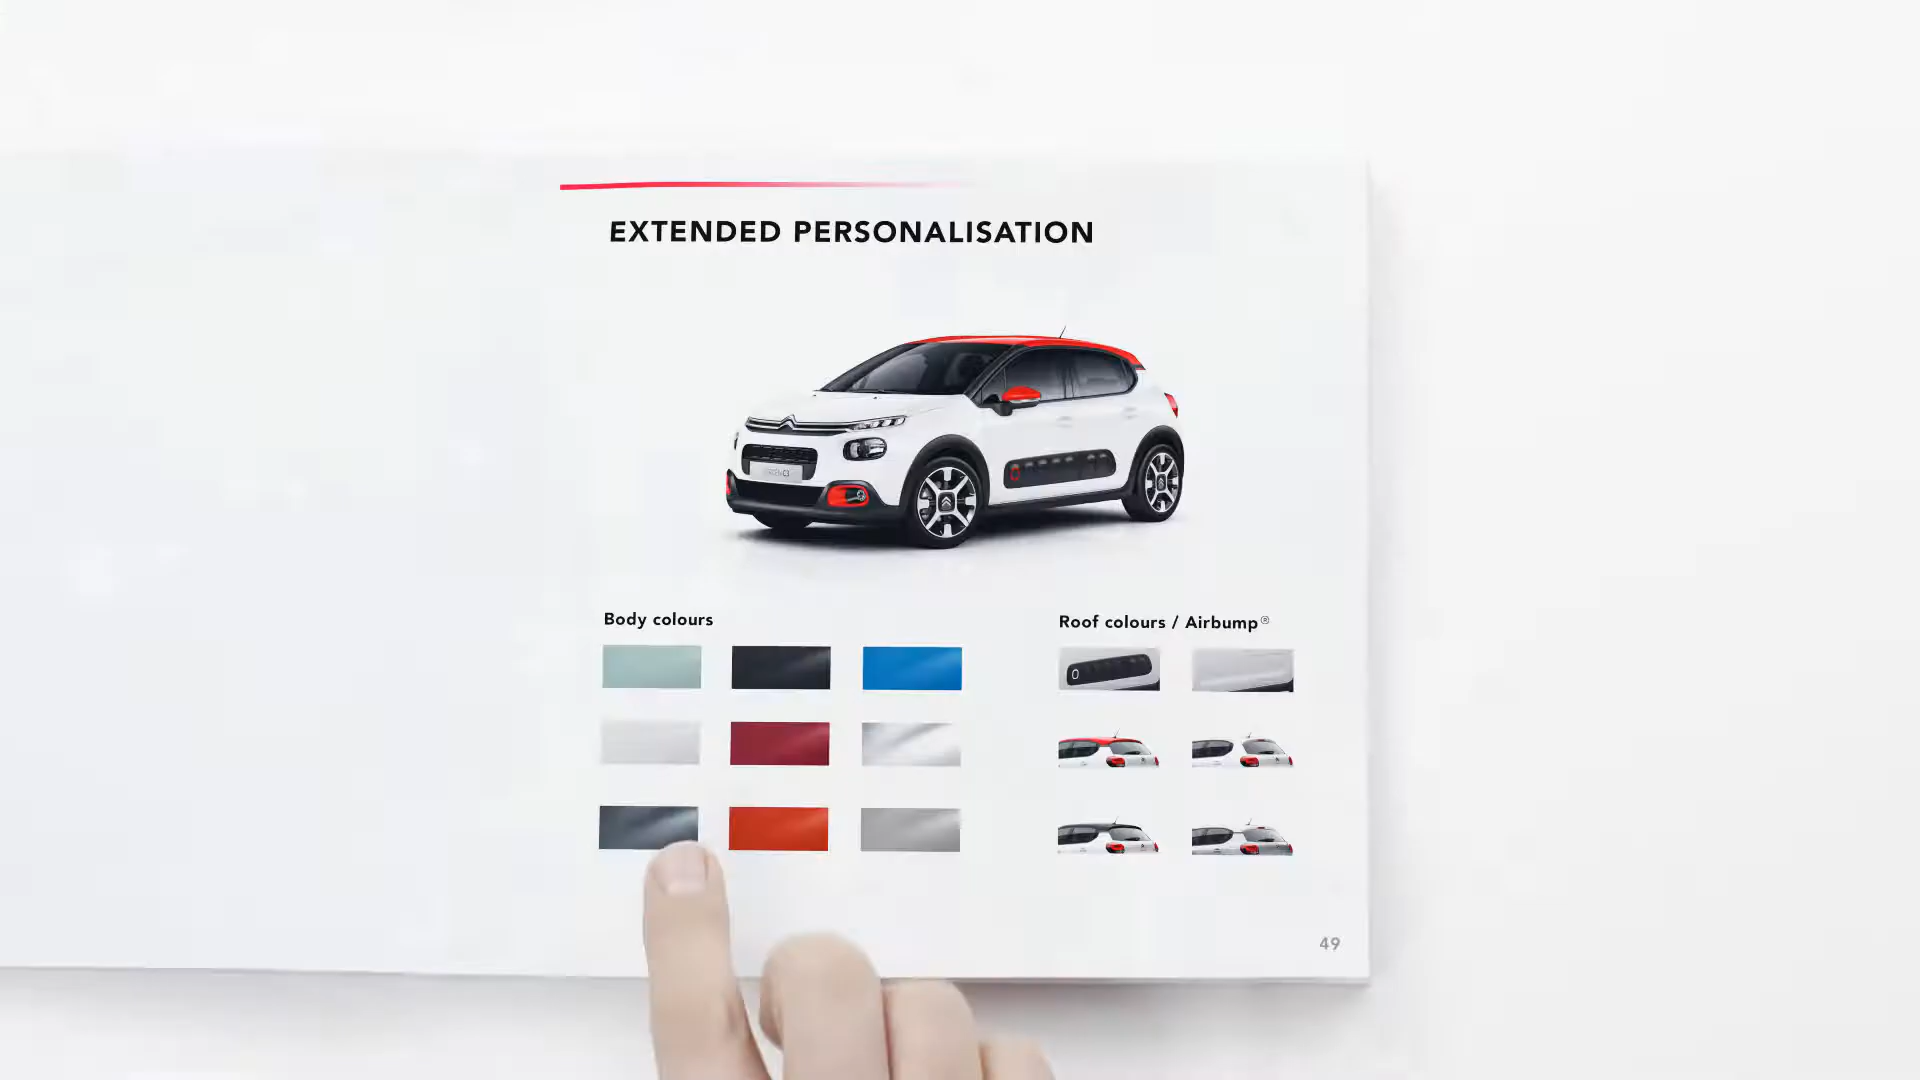 EXTENDED PERSONALISATION
Body colours
Roof colours / Airbump®
49